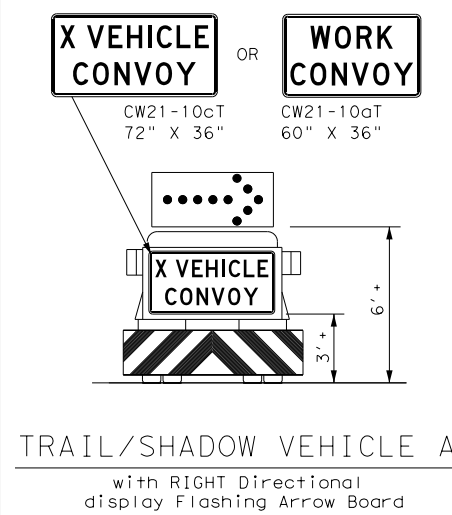 X VEHICLE
CONVOY
OR
WORK
CONVOY
CW21-10cT
72" X 36"
CW21-10aT
60" X 36"
X VEHICLE
CONVOY
6'+
3'+
TRAIL/SHADOW VEHICLE A
with RIGHT Directional
display Flashing Arrow Board